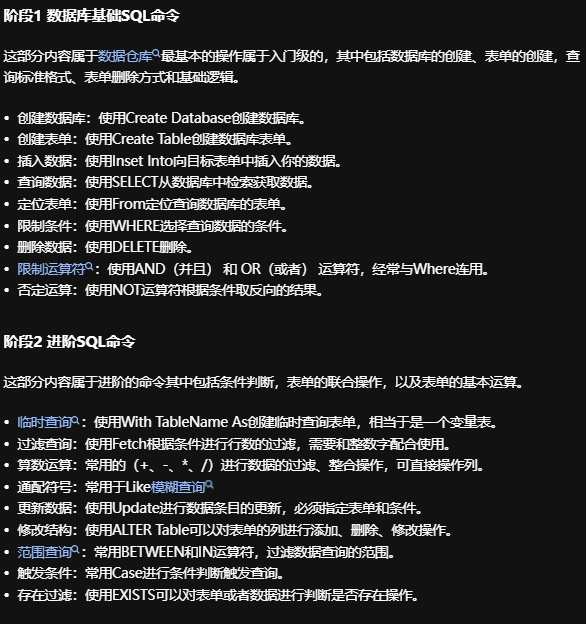 阶段1 数据库基础SQL命令
这部分内容属于数据仓库最基本的操作属于入门级的，其中包括数据库的创建、表单的创建，查
询标准格式、表单删除方式和基础逻辑。
• 创建数据库：使用Create Database创建数据库。
• 创建表单：使用Create Table创建数据库表单。
• 插入数据：使用Inset Into向目标表单中插入你的数据。
• 查询数据：使用SELECT从数据库中检索获取数据。
• 定位表单：使用From定位查询数据库的表单。
• 限制条件：使用WHERE选择查询数据的条件。
• 删除数据：使用DELETE删除。
• 限制运算符：使用AND（并且） 和 OR（或者） 运算符，经常与Where连用。
• 否定运算：使用NOT运算符根据条件取反向的结果。
阶段2 进阶SQL命令
这部分内容属于进阶的命令其中包括条件判断，表单的联合操作，以及表单的基本运算。
• 临时查询：使用With TableName As创建临时查询表单，相当于是一个变量表。
• 过滤查询：使用Fetch根据条件进行行数的过滤，需要和整数字配合使用。
• 算数运算：常用的（+、-、*、/）进行数据的过滤、整合操作，可直接操作列。
• 通配符号：常用于Like模糊查询
• 更新数据：使用Update进行数据条目的更新，必须指定表单和条件。
• 修改结构：使用ALTER Table可以对表单的列进行添加、删除、修改操作。
• 范围查询：常用BETWEEN和IN运算符，过滤数据查询的范围。
• 触发条件：常用Case进行条件判断触发查询。
• 存在过滤：使用EXISTS可以对表单或者数据进行判断是否存在操作。